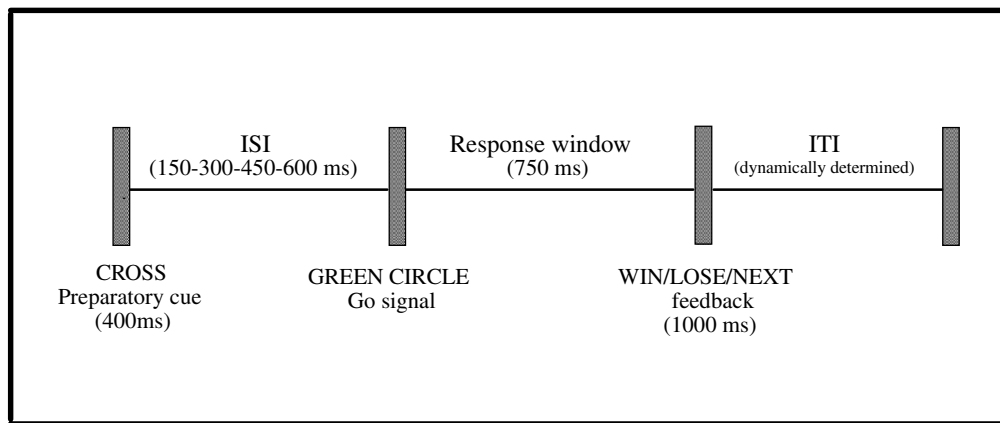 ISI
(150-300-450-600 ms)
Response window
(750 ms)
ITI
(dynamically determined)
CROSS
Preparatory cue
(400ms)
GREEN CIRCLE
Go signal
WIN/LOSE/NEXT
feedback
(1000 ms)